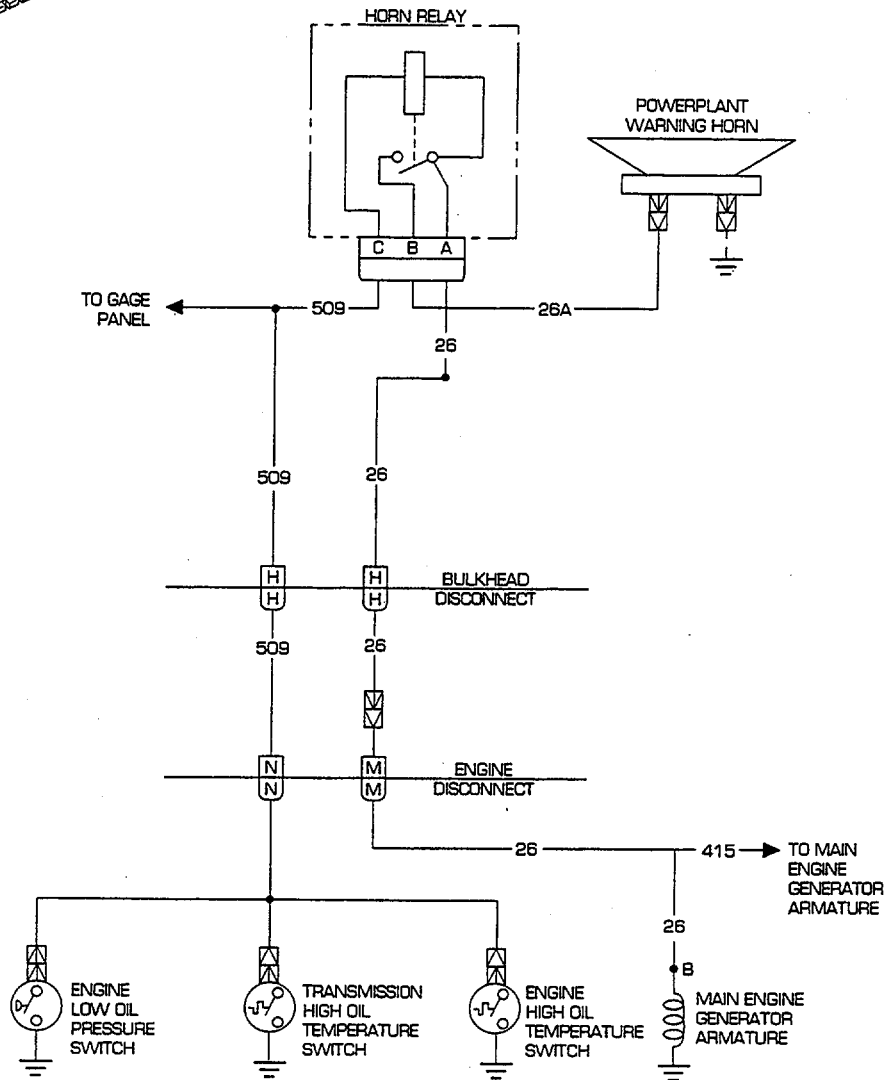 HORN RELAY
POWERPLANT
WARNING HORN
C B A
TO GAGE
PANEL
509
26A
26
509
26
H
H
H
H
BULKHEAD
DISCONNECT
509
26
N
N
M
M
ENGINE
DISCONNECT
26
415
TO MAIN
ENGINE
GENERATOR
ARMATURE
26
B
ENGINE
LOW OIL
PRESSURE
SWITCH
TRANSMISSION
HIGH OIL
TEMPERATURE
SWITCH
ENGINE
HIGH OIL
TEMPERATURE
SWITCH
MAIN ENGINE
GENERATOR
ARMATURE